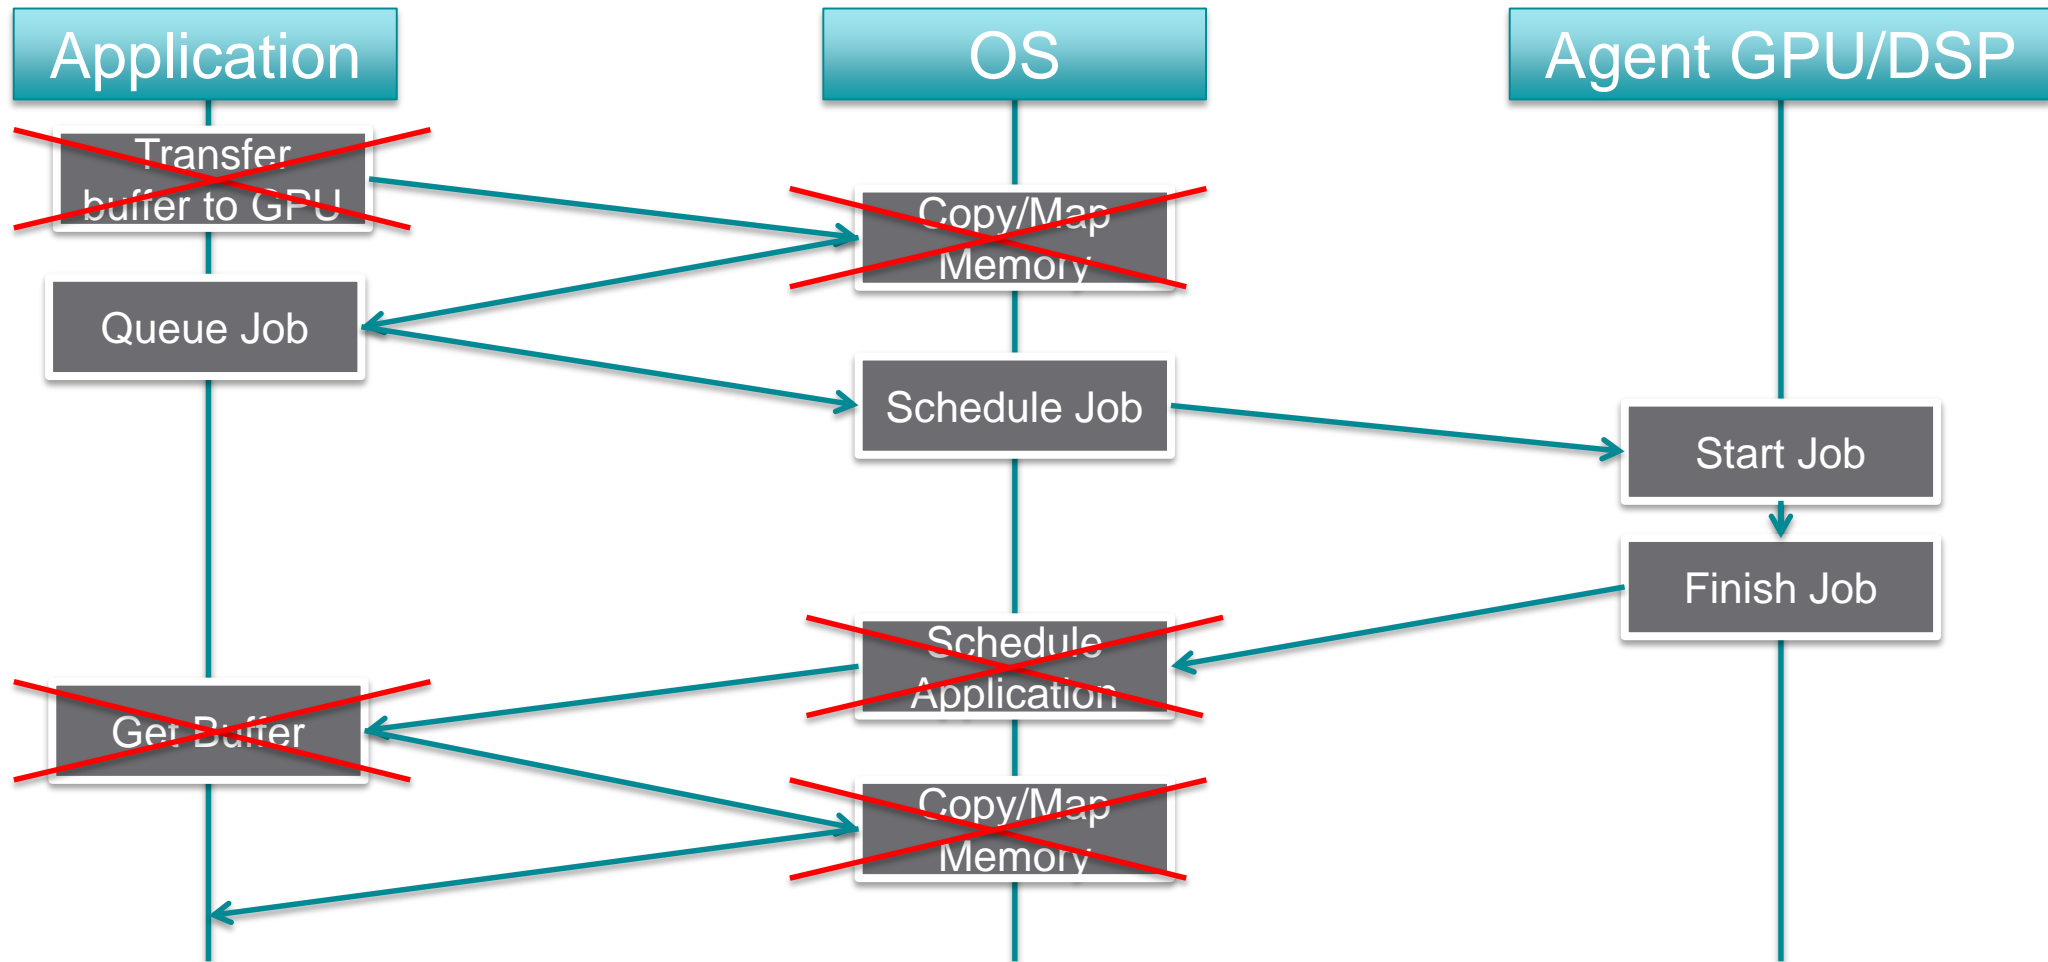 Application
OS
Agent GPU/DSP
Transfer
buffer to GPU
Copy/Map
Memory
Queue Job
Schedule Job
Start Job
Finish Job
Schedule
Application
Get Buffer
Copy/Map
Memory